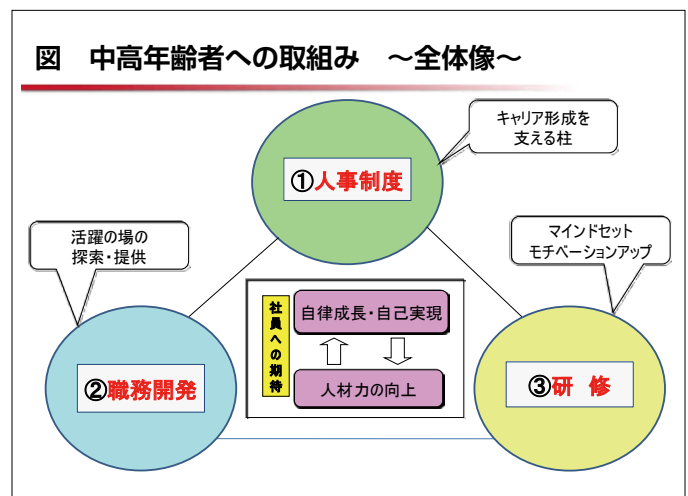 図 中高年齢者への取組み ～全体像～
キャリア形成を
支える柱
①人事制度
活躍の場の
探索・提供
マインドセット
モチベーションアップ
社員への期待
自律成長・自己実現
人材力の向上
②職務開発
③研 修